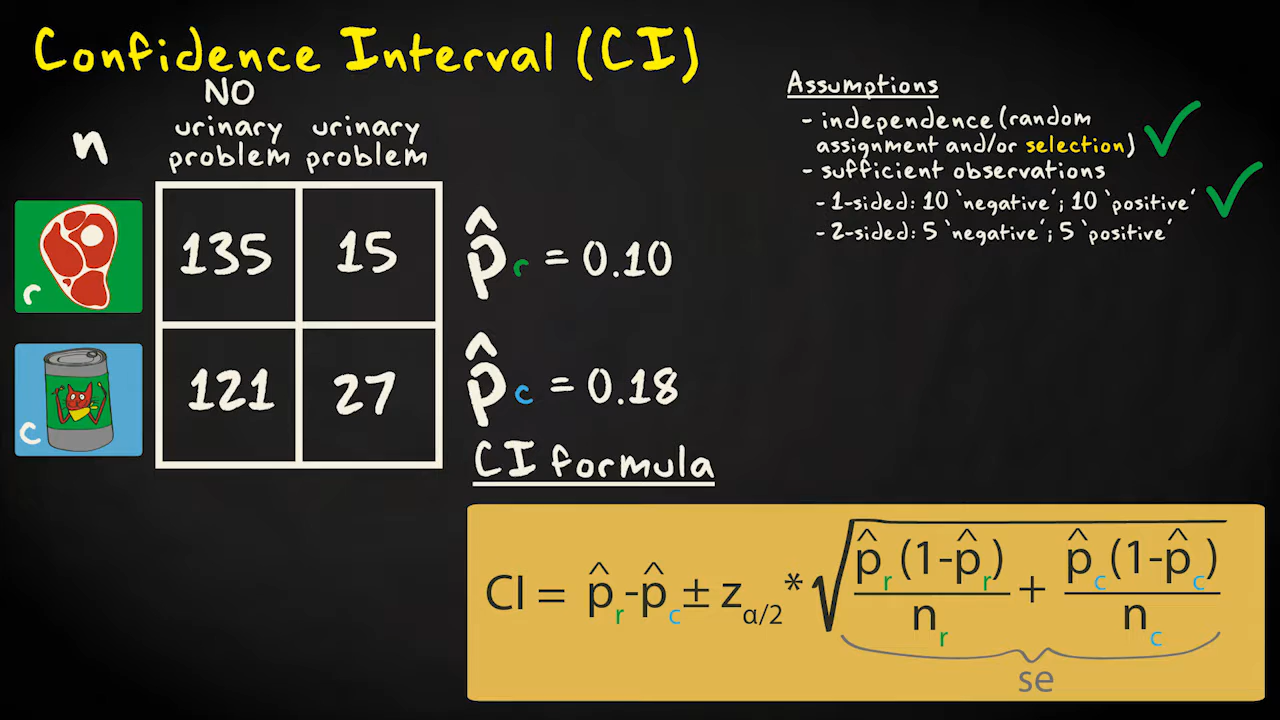 Confidence Interval (CI)
n
NO
urinary problem
urinary problem
r
135
15
p̂r = 0.10
c
121
27
p̂c = 0.18
Assumptions
- independence (random
assignment and/or selection)
- sufficient observations
- 1-sided: 10 `negative´; 10 `positive´
- 2-sided: 5 `negative´; 5 `positive´
CI formula
CI = p̂r-p̂c ± zα/2 * √ p̂r(1-p̂r)/nr + p̂c(1-p̂c)/nc
se